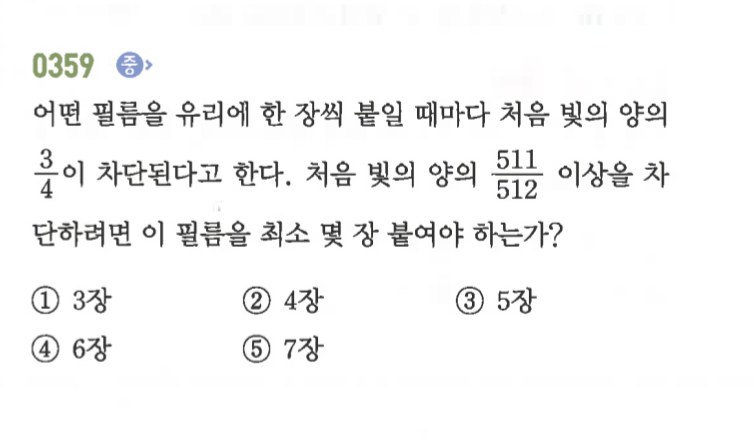 0359 중
어떤 필름을 유리에 한 장씩 붙일 때마다 처음 빛의 양의
3/4이 차단된다고 한다. 처음 빛의 양의 511/512 이상을 차
단하려면 이 필름을 최소 몇 장 붙여야 하는가?
① 3장 ② 4장 ③ 5장
④ 6장 ⑤ 7장